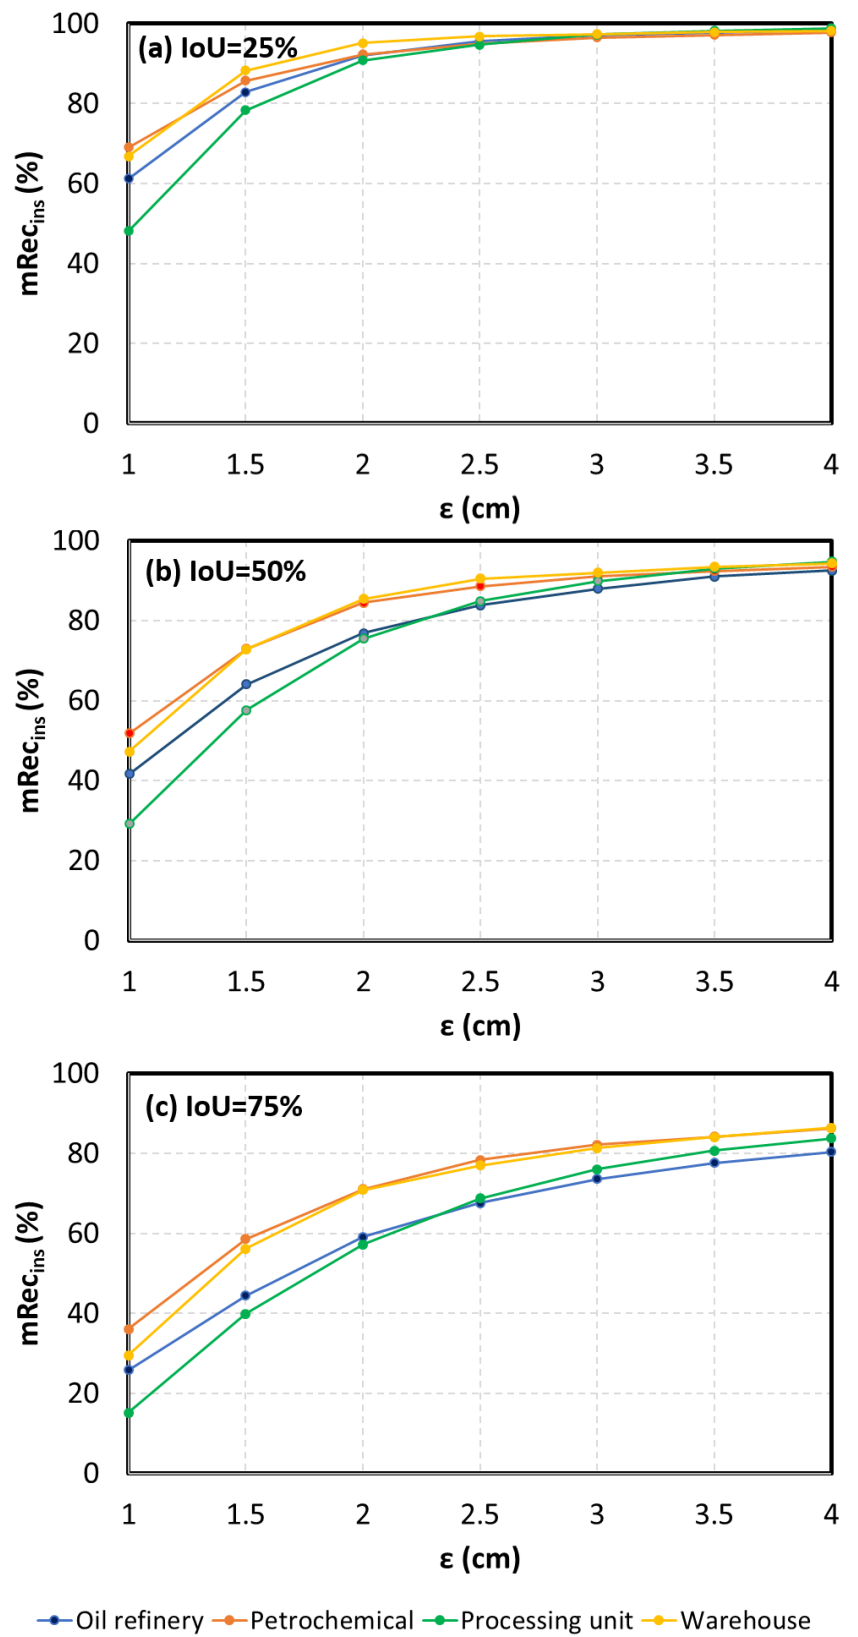 (a) IoU=25%
mRecins (%)
100
80
60
40
20
0
1 1.5 2 2.5 3 3.5 4
ε (cm)
(b) IoU=50%
mRecins (%)
100
80
60
40
20
0
1 1.5 2 2.5 3 3.5 4
ε (cm)
(c) IoU=75%
mRecins (%)
100
80
60
40
20
0
1 1.5 2 2.5 3 3.5 4
ε (cm)
Oil refinery Petrochemical Processing unit Warehouse